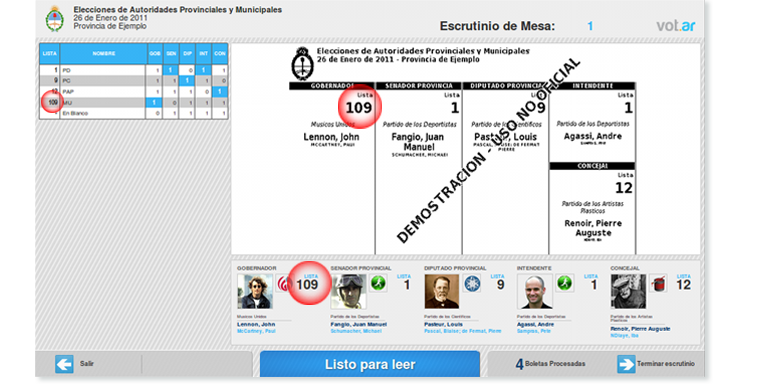 Elecciones de Autoridades Provinciales y Municipales
26 de Enero de 2011
Provincia de Ejemplo
Escrutinio de Mesa: 1
vot.ar
LISTA NOMBRE GOB SEN DIP INT CON
1 PD 1 1 0 1 1
9 PC 1 1 1 1 0
12 PAP 1 1 1 0 1
109 MU 1 0 1 1 1
En Blanco 0 1 1 1 1
Elecciones de Autoridades Provinciales y Municipales
26 de Enero de 2011 - Provincia de Ejemplo
GOBERNADOR
Lista
109
Musicos Unidos
Lennon, John
MCCARTNEY, PAUL
SENADOR PROVINCIAL
Lista
1
Partido de los Deportistas
Fangio, Juan
Manuel
SCHUMACHER, MICHAEL
DIPUTADO PROVINCIAL
Lista
9
Partido de los Cientificos
Pasteur, Louis
PASCAL, BLAISE; DE FERMAT,
PIERRE
INTENDENTE
Lista
1
Partido de los Deportistas
Agassi, Andre
CONCEJAL
Lista
12
Partido de los Artistas
Plasticos
Renoir, Pierre
Auguste
DEMOSTRACION - USO NO OFICIAL
GOBERNADOR
LISTA
109
Musicos Unidos
Lennon, John
McCartney, Paul
SENADOR PROVINCIAL
LISTA
1
Partido de los Deportistas
Fangio, Juan Manuel
Schumacher, Michael
DIPUTADO PROVINCIAL
LISTA
9
Partido de los Cientificos
Pasteur, Louis
Pascal, Blaise; de Fermat, Pierre
INTENDENTE
LISTA
1
Partido de los Deportistas
Agassi, Andre
Sampras, Pete
CONCEJAL
LISTA
12
Partido de los Artistas
Plasticos
Renoir, Pierre Auguste
NDiaye, Iba
Salir
Listo para leer
4 Boletas Procesadas
Terminar escrutinio